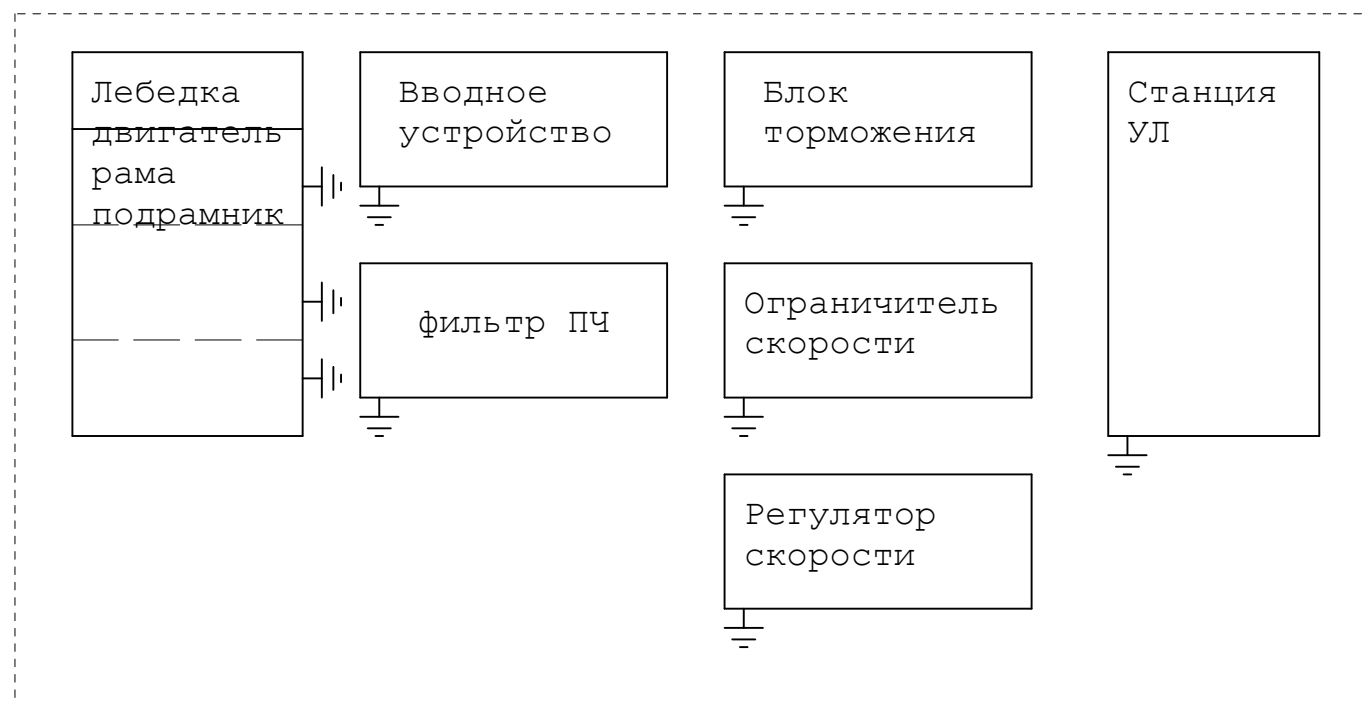 Лебедка
двигатель
рама
подрамник
Вводное
устройство
Блок
торможения
Станция
УЛ
фильтр ПЧ
Ограничитель
скорости
Регулятор
скорости